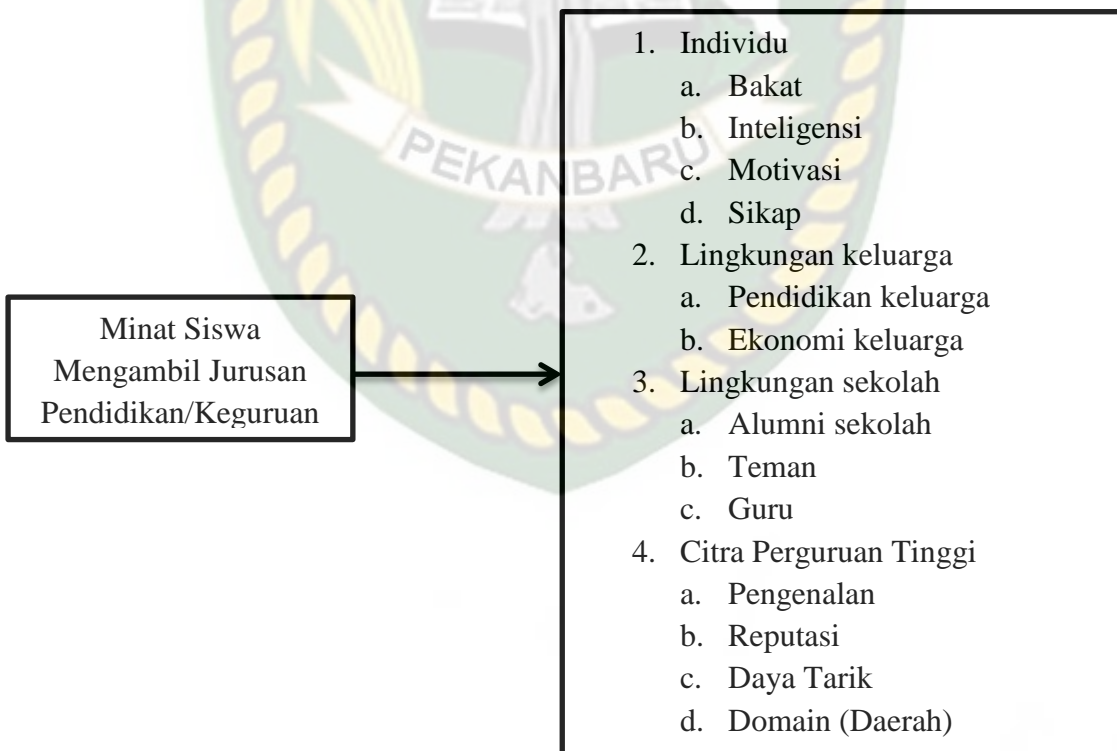 PEKANBARU
Minat Siswa
Mengambil Jurusan
Pendidikan/Keguruan
1. Individu
a. Bakat
b. Inteligensi
c. Motivasi
d. Sikap
2. Lingkungan keluarga
a. Pendidikan keluarga
b. Ekonomi keluarga
3. Lingkungan sekolah
a. Alumni sekolah
b. Teman
c. Guru
4. Citra Perguruan Tinggi
a. Pengenalan
b. Reputasi
c. Daya Tarik
d. Domain (Daerah)